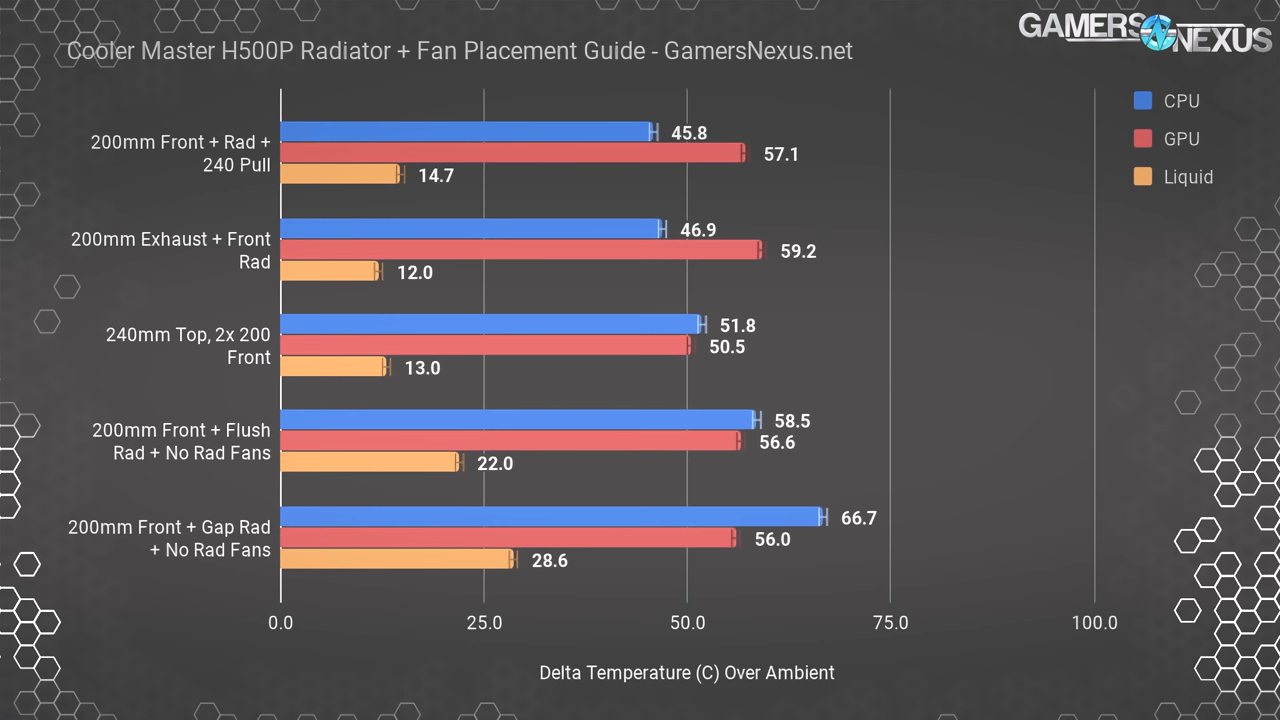 GAMERS NEXUS
Cooler Master H500P Radiator + Fan Placement Guide - GamersNexus.net
CPU
GPU
Liquid
200mm Front + Rad +
240 Pull
45.8
57.1
14.7
200mm Exhaust + Front
Rad
46.9
59.2
12.0
240mm Top, 2x 200
Front
51.8
50.5
13.0
200mm Front + Flush
Rad + No Rad Fans
58.5
56.6
22.0
200mm Front + Gap Rad
+ No Rad Fans
66.7
56.0
28.6
0.0 25.0 50.0 75.0 100.0
Delta Temperature (C) Over Ambient